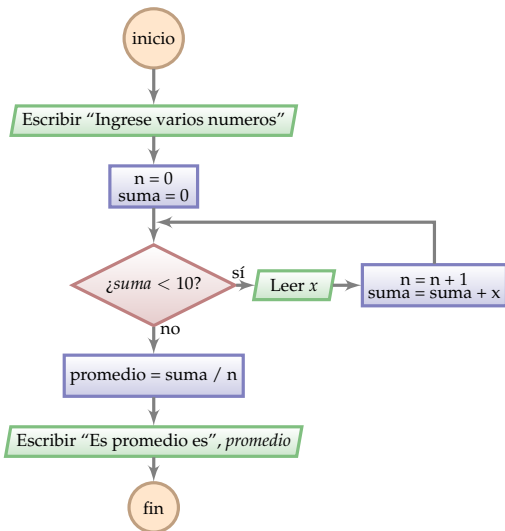 inicio
Escribir “Ingrese varios numeros”
n = 0
suma = 0
¿suma < 10?
sí
Leer x
n = n + 1
suma = suma + x
no
promedio = suma / n
Escribir “Es promedio es”, promedio
fin